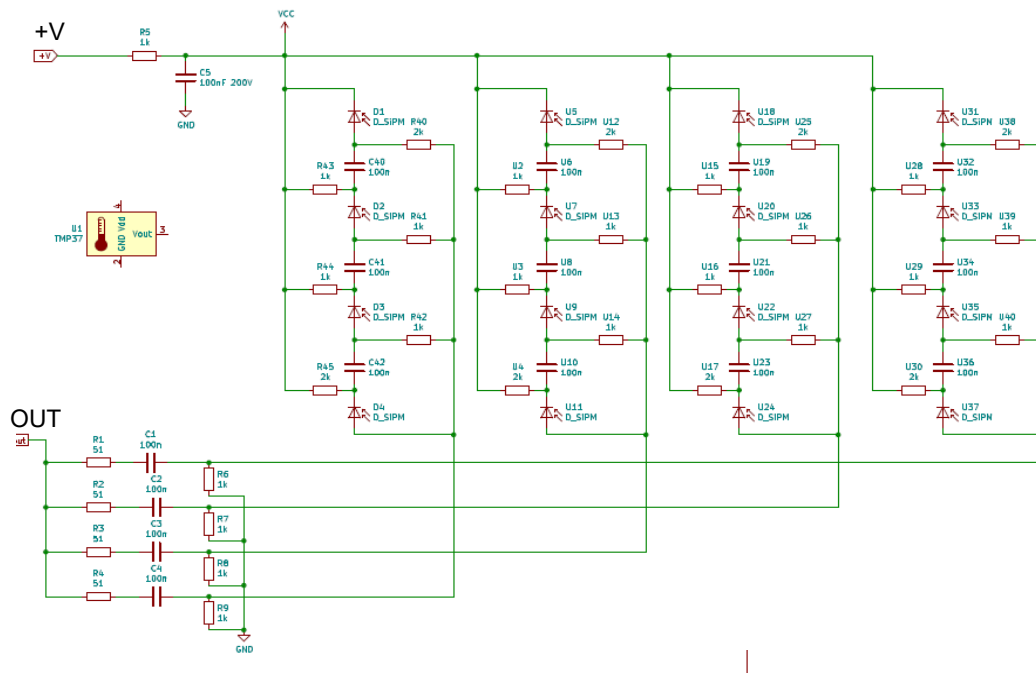 +V
+V
R5
1k
VCC
C5
100nF 200V
GND
D1
D_SiPM
R40
2k
C40
100n
R43
1k
D2
D_SiPM
R41
1k
C41
100n
R44
1k
D3
D_SiPM
R42
1k
C42
100n
R45
2k
D4
D_SIPM
U5
D_SiPM
U12
2k
U6
100n
U2
1k
U7
D_SiPM
U13
1k
U8
100n
U3
1k
U9
D_SIPM
U14
1k
U10
100n
U4
2k
U11
D_SIPM
U18
D_SiPM
U25
2k
U19
100n
U15
1k
U20
D_SIPM
U26
1k
U21
100n
U16
1k
U22
D_SIPM
U27
1k
U23
100n
U17
2k
U24
D_SIPM
U31
D_SiPN
U38
2k
U32
100n
U28
1k
U33
D_SiPN
U39
1k
U34
100n
U29
1k
U35
D_SiPN
U40
1k
U36
100n
U30
2k
U37
D_SIPN
U1
TMP37
4
Vdd
GND
Vout
3
2
OUT
R1
51
C1
100n
R6
1k
R2
51
C2
100n
R7
1k
R3
51
C3
100n
R8
1k
R4
51
C4
100n
R9
1k
GND